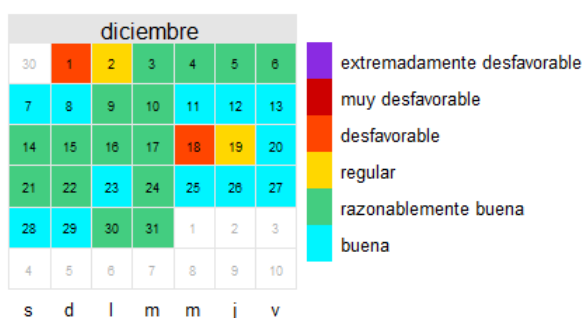 diciembre
30 1 2 3 4 5 6
7 8 9 10 11 12 13
14 15 16 17 18 19 20
21 22 23 24 25 26 27
28 29 30 31 1 2 3
4 5 6 7 8 9 10
s d l m m j v
extremadamente desfavorable
muy desfavorable
desfavorable
regular
razonablemente buena
buena